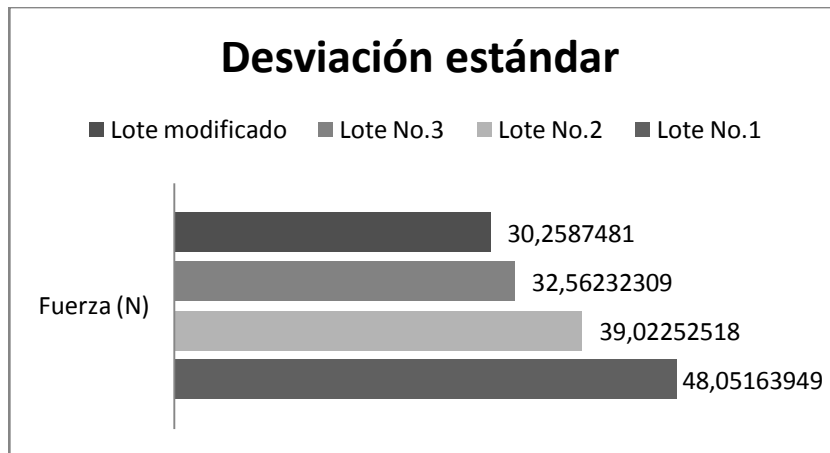 Desviación estándar
Lote modificado Lote No.3 Lote No.2 Lote No.1
30,2587481
32,56232309
Fuerza (N)
39,02252518
48,05163949